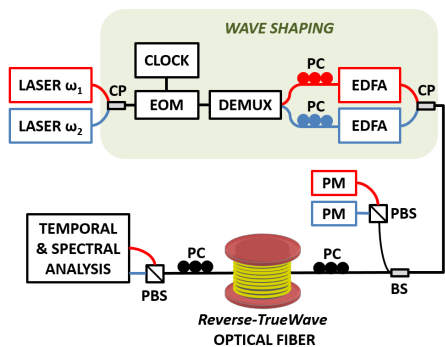 WAVE SHAPING
CLOCK
PC
CP
LASER ω1
EDFA
CP
EOM
DEMUX
PC
LASER ω2
EDFA
PM
PM
PBS
TEMPORAL
& SPECTRAL
ANALYSIS
PC
PC
PBS
BS
Reverse-TrueWave
OPTICAL FIBER